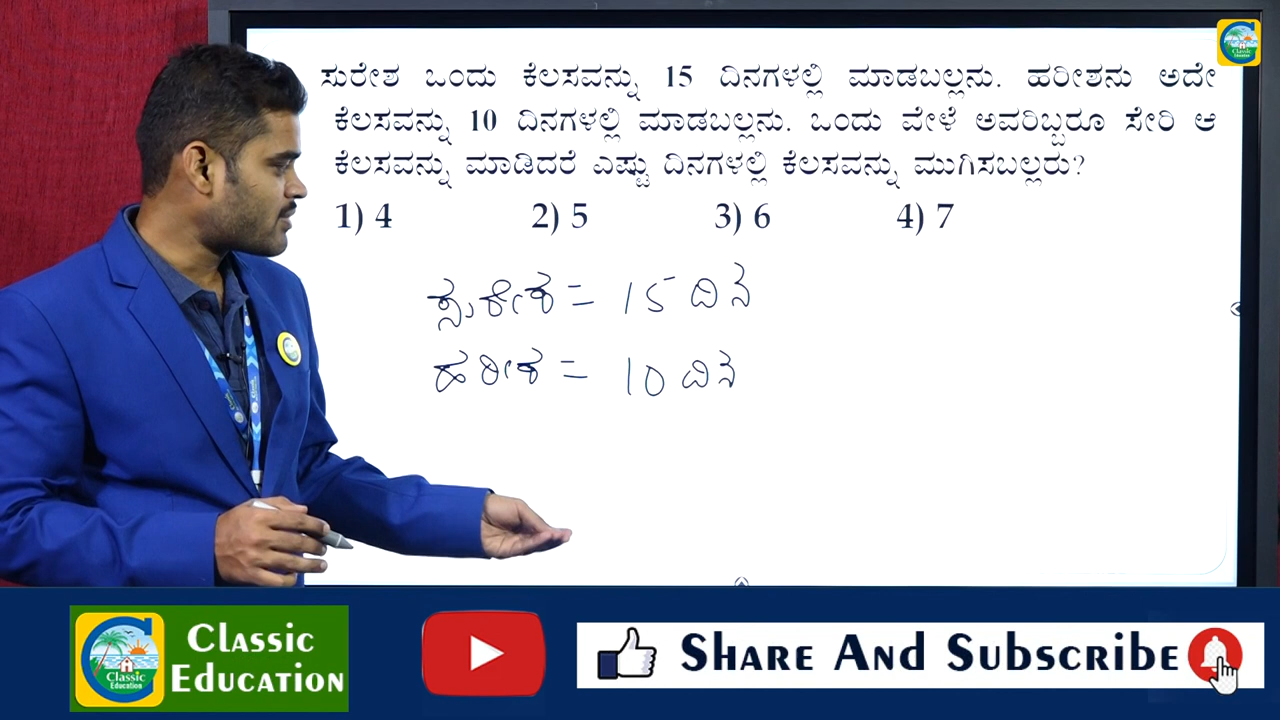 ಸುರೇಶ ಒಂದು ಕೆಲಸವನ್ನು 15 ದಿನಗಳಲ್ಲಿ ಮಾಡಬಲ್ಲನು. ಹರೀಶನು ಅದೇ
ಕೆಲಸವನ್ನು 10 ದಿನಗಳಲ್ಲಿ ಮಾಡಬಲ್ಲನು. ಒಂದು ವೇಳೆ ಅವರಿಬ್ಬರೂ ಸೇರಿ ಆ
ಕೆಲಸವನ್ನು ಮಾಡಿದರೆ ಎಷ್ಟು ದಿನಗಳಲ್ಲಿ ಕೆಲಸವನ್ನು ಮುಗಿಸಬಲ್ಲರು?
1) 4 2) 5 3) 6 4) 7
ಸುರೇಶ = 15 ದಿನ
ಹರೀಶ = 10 ದಿನ
Classic Education
Classic
Education
SHARE AND SUBSCRIBE